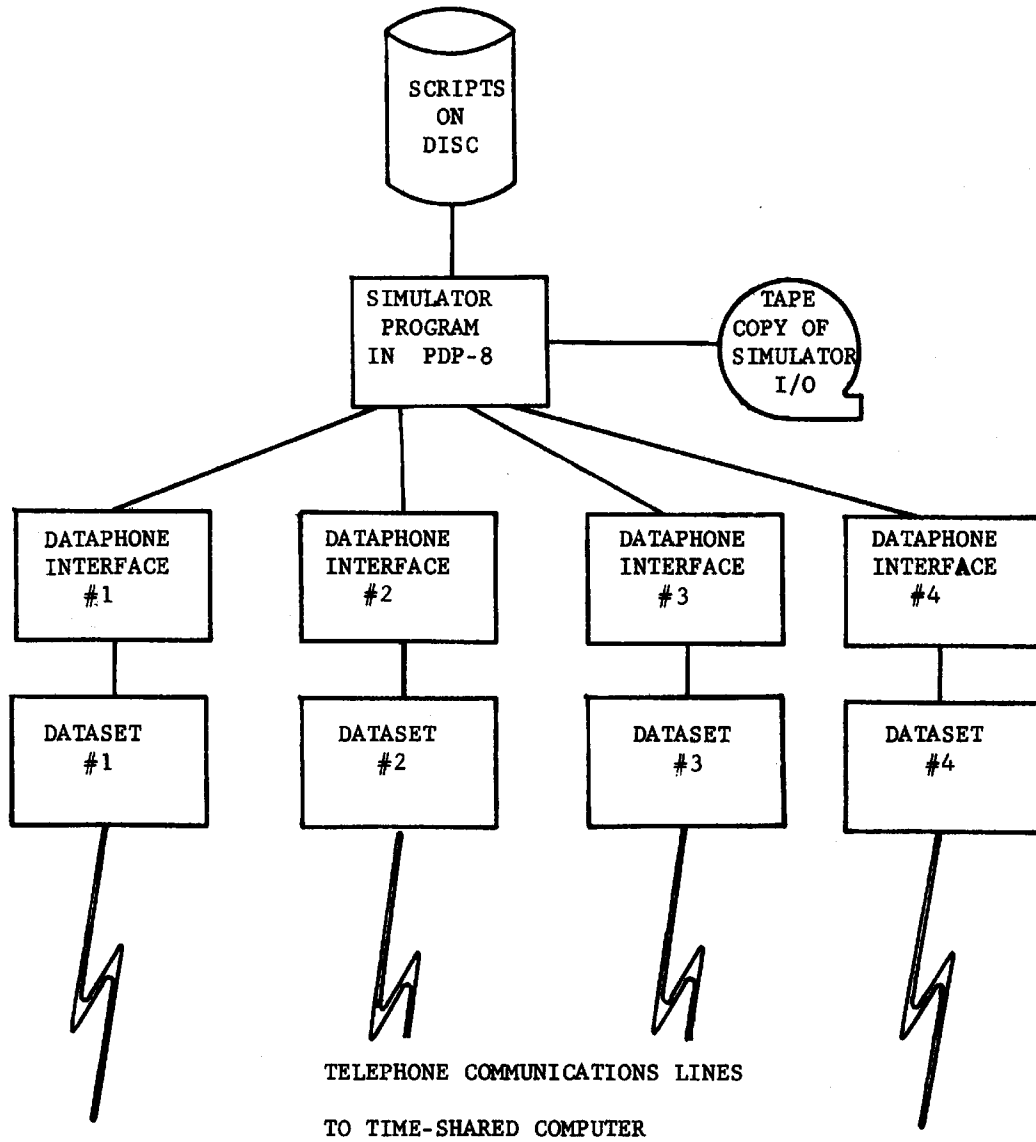 SCRIPTS
ON
DISC
SIMULATOR
PROGRAM
IN PDP-8
TAPE
COPY OF
SIMULATOR
I/O
DATAPHONE
INTERFACE
#1
DATAPHONE
INTERFACE
#2
DATAPHONE
INTERFACE
#3
DATAPHONE
INTERFACE
#4
DATASET
#1
DATASET
#2
DATASET
#3
DATASET
#4
TELEPHONE COMMUNICATIONS LINES
TO TIME-SHARED COMPUTER